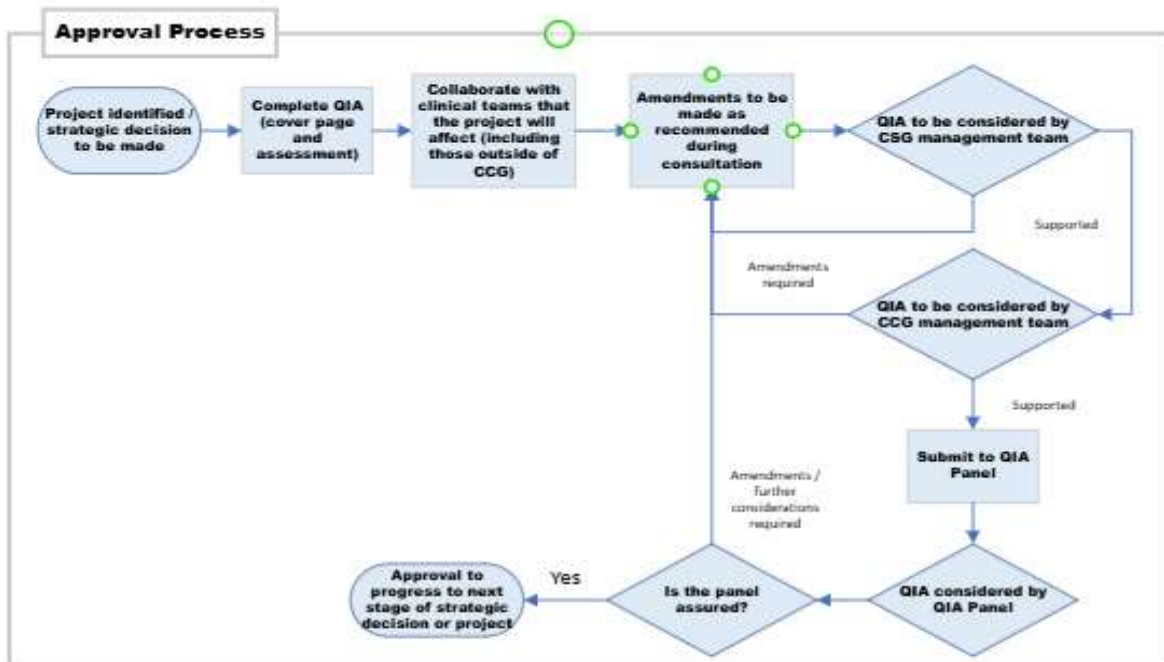 Approval Process
Project identified /
strategic decision
to be made
Complete QIA
(cover page
and
assessment)
Collaborate with
clinical teams that
the project will
affect (including
those outside of
CCG)
Amendments to be
made as
recommended
during
consultation
QIA to be considered by
CSG management team
Supported
Amendments
required
QIA to be considered by
CCG management team
Supported
Submit to QIA
Panel
Amendments /
further
considerations
required
QIA considered by
QIA Panel
Is the panel
assured?
Yes
Approval to
progress to next
stage of strategic
decision or project